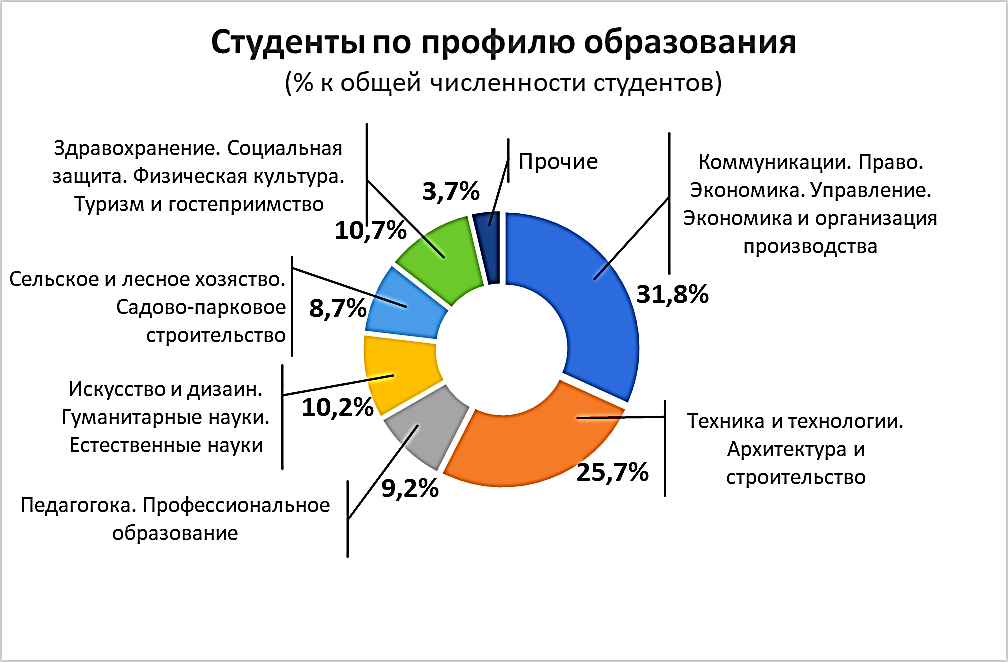 Студенты по профилю образования
(% к общей численности студентов)
Здравохранение. Социальная
защита. Физическая культура.
Туризм и гостеприимство
10,7%
3,7%
Прочие
Коммуникации. Право.
Экономика. Управление.
Экономика и организация
производства
31,8%
Сельское и лесное хозяство.
Садово-парковое
строительство
8,7%
Искусство и дизаин.
Гуманитарные науки.
Естественные науки
10,2%
Техника и технологии.
Архитектура и
строительство
25,7%
Педагогока. Профессиональное
образование
9,2%